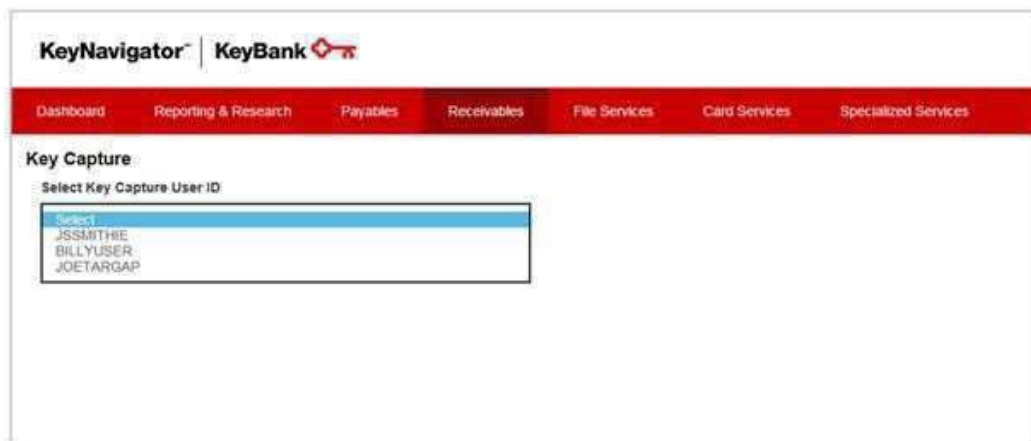 KeyNavigator℠ | KeyBank
Dashboard Reporting & Research Payables Receivables File Services Card Services Specialized Services
Key Capture
Select Key Capture User ID
Select
JSSMITHIE
BILLYUSER
JOETARGAP